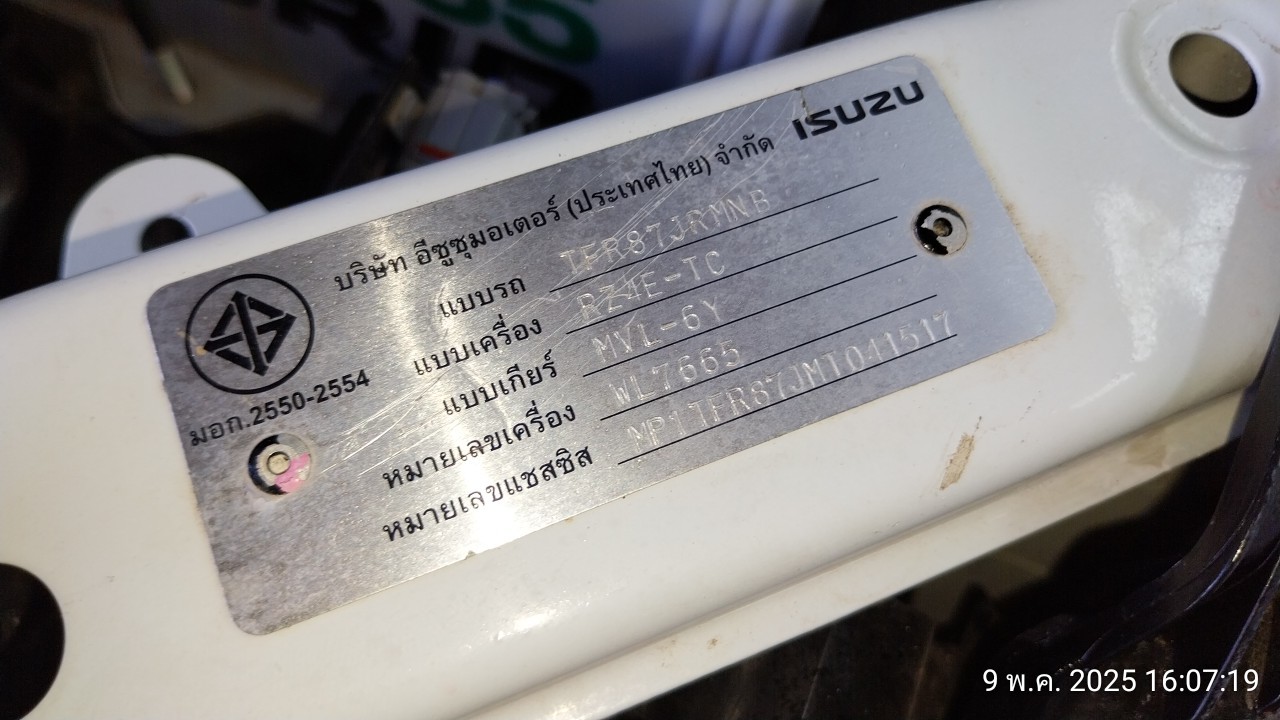 ISUZU
บริษัท อีซูซุมอเตอร์ (ประเทศไทย) จำกัด
แบบรถ TFR87JRMNB
แบบเครื่อง RZ4E-TC
แบบเกียร์ MVL-6Y
หมายเลขเครื่อง WL7665
หมายเลขแชสซิส MP1TFR87JMT041517
มอก.2550-2554
9 พ.ค. 2025 16:07:19